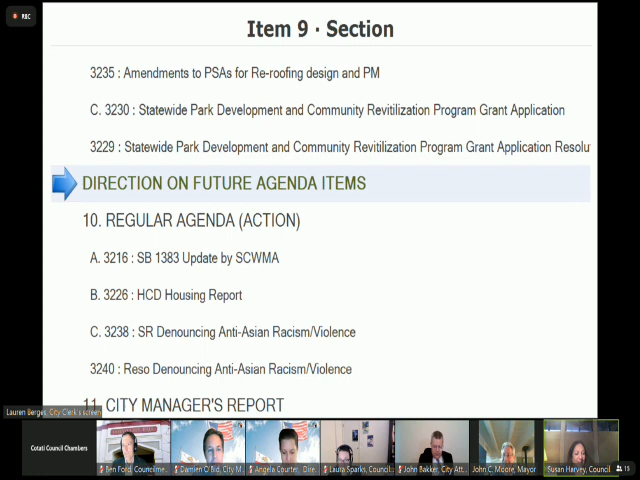 REC
Item 9 · Section
3235 : Amendments to PSAs for Re-roofing design and PM
C. 3230 : Statewide Park Development and Community Revitilization Program Grant Application
3229 : Statewide Park Development and Community Revitilization Program Grant Application Resolu
DIRECTION ON FUTURE AGENDA ITEMS
10. REGULAR AGENDA (ACTION)
A. 3216 : SB 1383 Update by SCWMA
B. 3226 : HCD Housing Report
C. 3238 : SR Denouncing Anti-Asian Racism/Violence
3240 : Reso Denouncing Anti-Asian Racism/Violence
11. CITY MANAGER'S REPORT
Lauren Berges, City Clerk's screen
Cotati Council Chambers
Ben Ford, Councilme...
Damien O'Bid, City M...
Angela Courter, Dire...
Laura Sparks, Council...
John Bakker, City Att...
John C. Moore, Mayor
Susan Harvey, Council
15